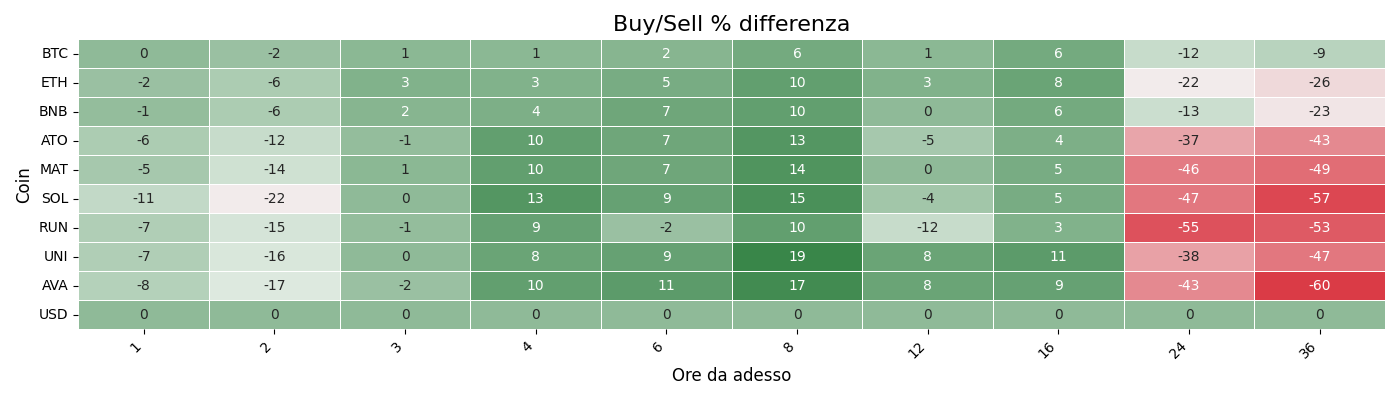 Buy/Sell % differenza
Coin
BTC 0 -2 1 1 2 6 1 6 -12 -9
ETH -2 -6 3 3 5 10 3 8 -22 -26
BNB -1 -6 2 4 7 10 0 6 -13 -23
ATO -6 -12 -1 10 7 13 -5 4 -37 -43
MAT -5 -14 1 10 7 14 0 5 -46 -49
SOL -11 -22 0 13 9 15 -4 5 -47 -57
RUN -7 -15 -1 9 -2 10 -12 3 -55 -53
UNI -7 -16 0 8 9 19 8 11 -38 -47
AVA -8 -17 -2 10 11 17 8 9 -43 -60
USD 0 0 0 0 0 0 0 0 0 0
1 2 3 4 6 8 12 16 24 36
Ore da adesso